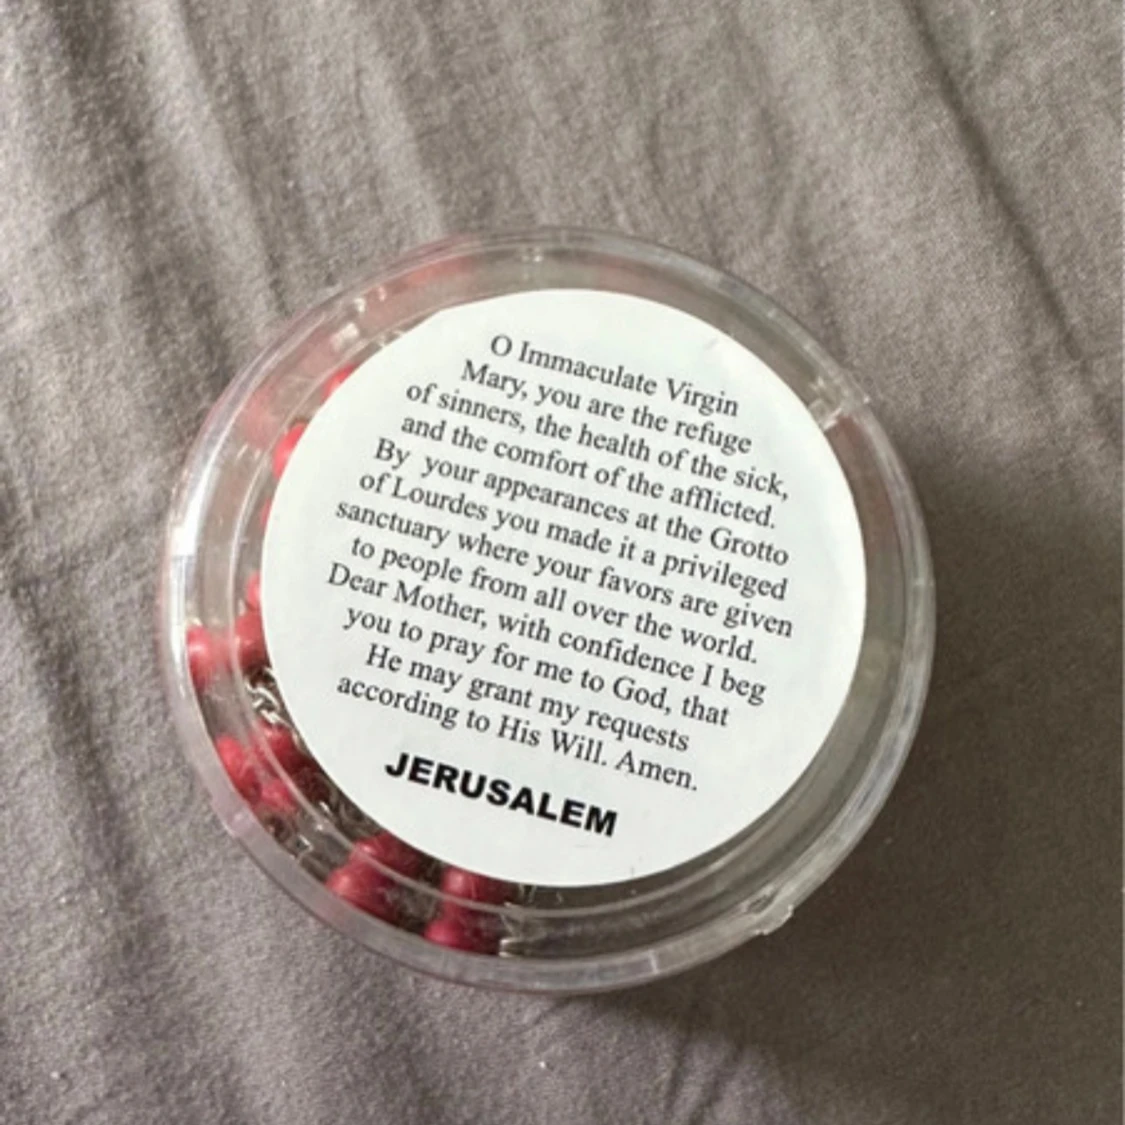 O Immaculate Virgin
Mary, you are the refuge
of sinners, the health of the sick,
and the comfort of the afflicted.
By your appearances at the Grotto
of Lourdes you made it a privileged
sanctuary where your favors are given
to people from all over the world.
Dear Mother, with confidence I beg
you to pray for me to God, that
He may grant my requests
according to His Will. Amen.
JERUSALEM